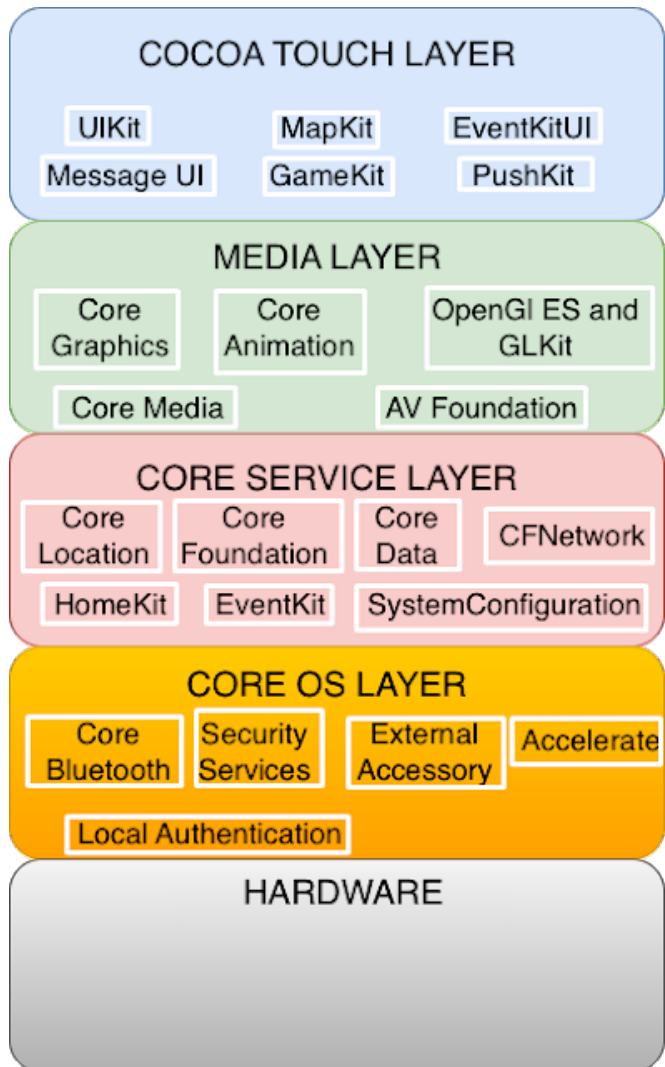 COCOA TOUCH LAYER
UIKit
MapKit
EventKitUI
Message UI
GameKit
PushKit
MEDIA LAYER
Core
Graphics
Core
Animation
OpenGl ES and
GLKit
Core Media
AV Foundation
CORE SERVICE LAYER
Core
Location
Core
Foundation
Core
Data
CFNetwork
HomeKit
EventKit
SystemConfiguration
CORE OS LAYER
Core
Bluetooth
Security
Services
External
Accessory
Accelerate
Local Authentication
HARDWARE